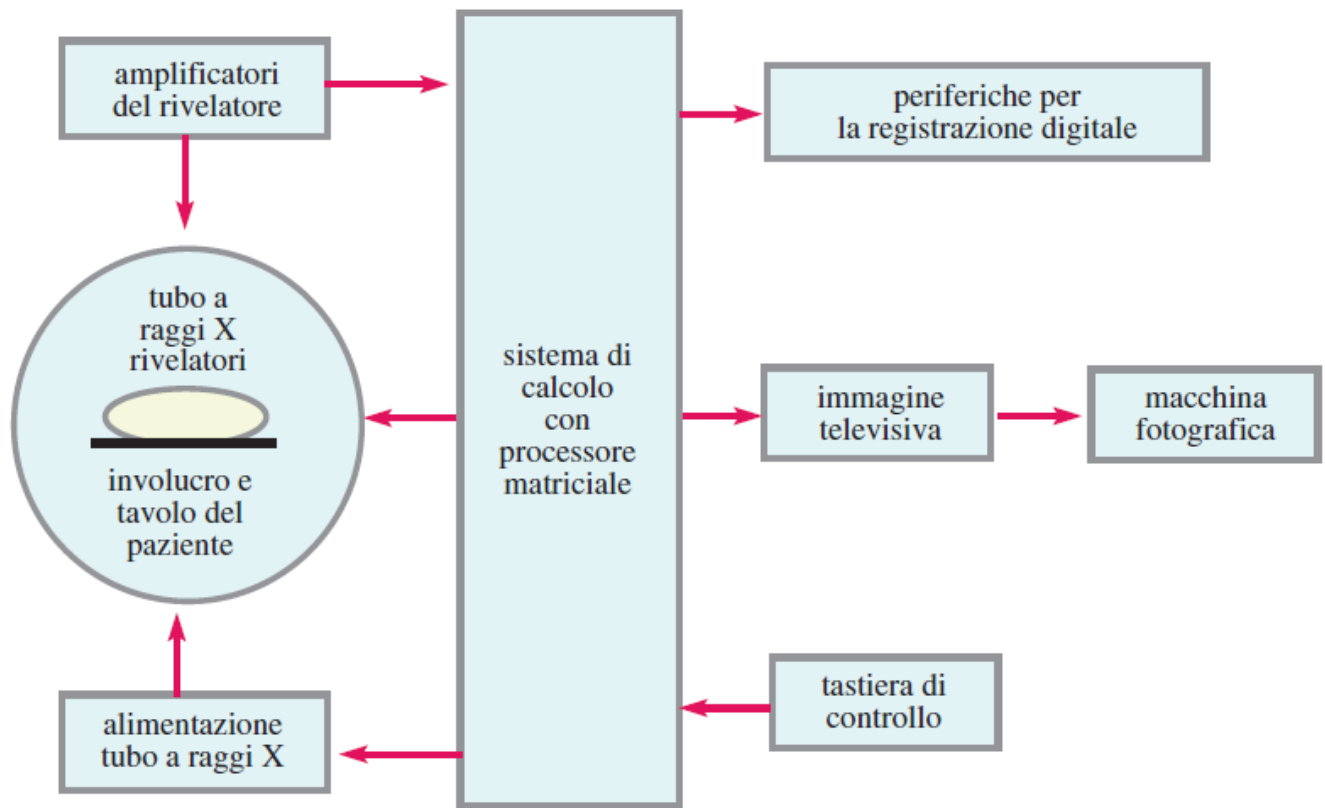 amplificatori
del rivelatore
periferiche per
la registrazione digitale
tubo a
raggi X
rivelatori
involucro e
tavolo del
paziente
sistema di
calcolo
con
processore
matriciale
immagine
televisiva
macchina
fotografica
alimentazione
tubo a raggi X
tastiera di
controllo